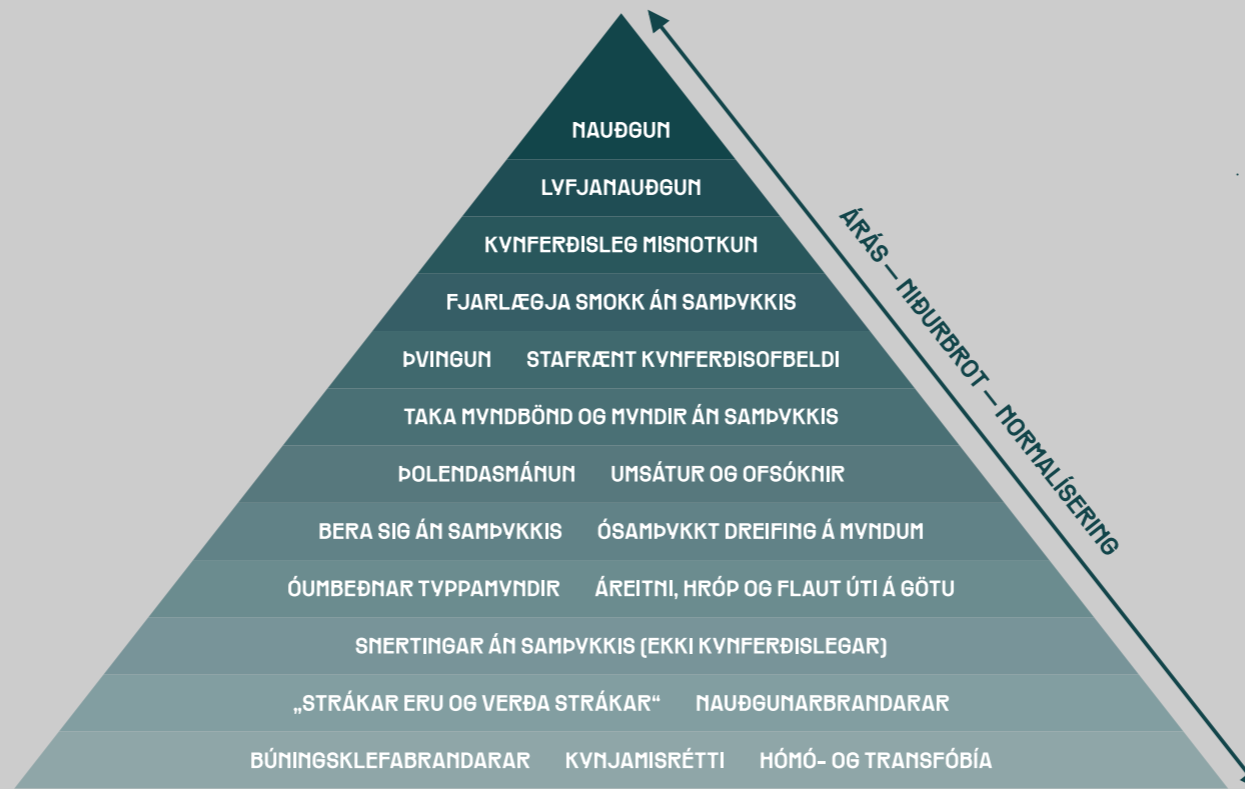 NAUÐGUN
LYFJANAUÐGUN
KYNFERÐISLEG MISNOTKUN
FJARLÆGJA SMOKK ÁN SAMÞYKKIS
ÞVINGUN STAFRÆNT KYNFERÐISOFBELDI
TAKA MYNDBÖND OG MYNDIR ÁN SAMÞYKKIS
ÞOLENDASMÁNUN UMSÁTUR OG OFSÓKNIR
BERA SIG ÁN SAMÞYKKIS ÓSAMÞYKKT DREIFING Á MYNDUM
ÓUMBEÐNAR TYPPAMYNDIR ÁREITNI, HRÓP OG FLAUT ÚTI Á GÖTU
SNERTINGAR ÁN SAMÞYKKIS (EKKI KYNFERÐISLEGAR)
„STRÁKAR ERU OG VERÐA STRÁKAR“ NAUÐGUNARBRANDARAR
BÚNINGSKLEFABRANDARAR KYNJAMISRÉTTI HÓMÓ- OG TRANSFÓBÍA
ÁRÁS — NIÐURBROT — NORMALÍSERING